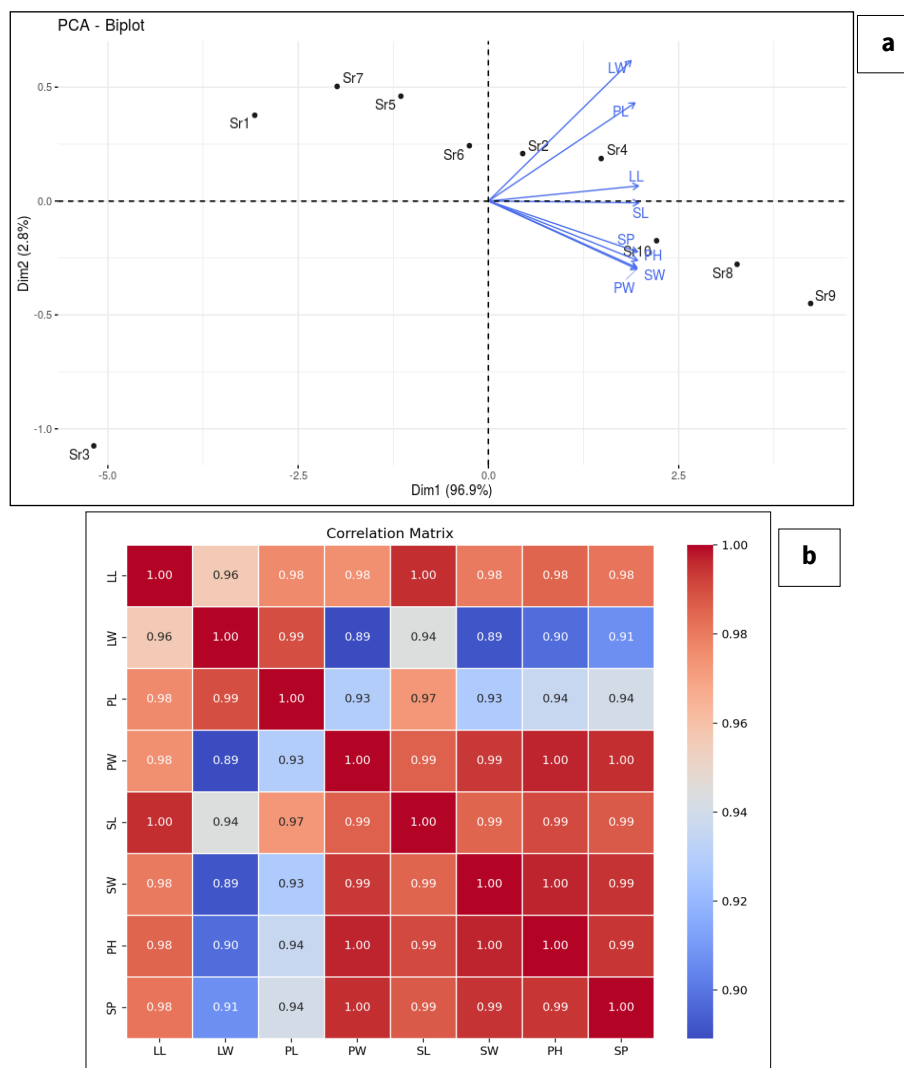 PCA - Biplot
a
LW
0.5
Sr7
Sr5
PL
Sr1
Sr2
Sr4
Sr6
LL
0.0
SL
SP
Sr10
PH
Dim2 (2.8%)
SW
Sr8
PW
Sr9
-0.5
-1.0
Sr3
-5.0 -2.5 0.0 2.5
Dim1 (96.9%)
Correlation Matrix
b
LL 1.00 0.96 0.98 0.98 1.00 0.98 0.98 0.98
LW 0.96 1.00 0.99 0.89 0.94 0.89 0.90 0.91
PL 0.98 0.99 1.00 0.93 0.97 0.93 0.94 0.94
PW 0.98 0.89 0.93 1.00 0.99 0.99 1.00 1.00
SL 1.00 0.94 0.97 0.99 1.00 0.99 0.99 0.99
SW 0.98 0.89 0.93 0.99 0.99 1.00 1.00 0.99
PH 0.98 0.90 0.94 1.00 0.99 1.00 1.00 0.99
SP 0.98 0.91 0.94 1.00 0.99 0.99 0.99 1.00
LL LW PL PW SL SW PH SP
1.00
0.98
0.96
0.94
0.92
0.90